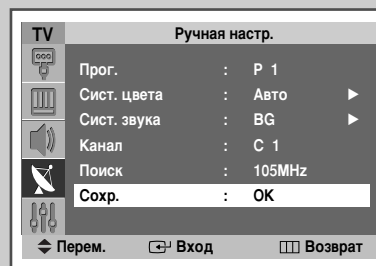 TV Ручная настр.
Прог. : P 1
Сист. цвета : Авто ▶
Сист. звука : BG ▶
Канал : C 1
Поиск : 105MHz
Сохр. : OK
Перем. Вход Возврат